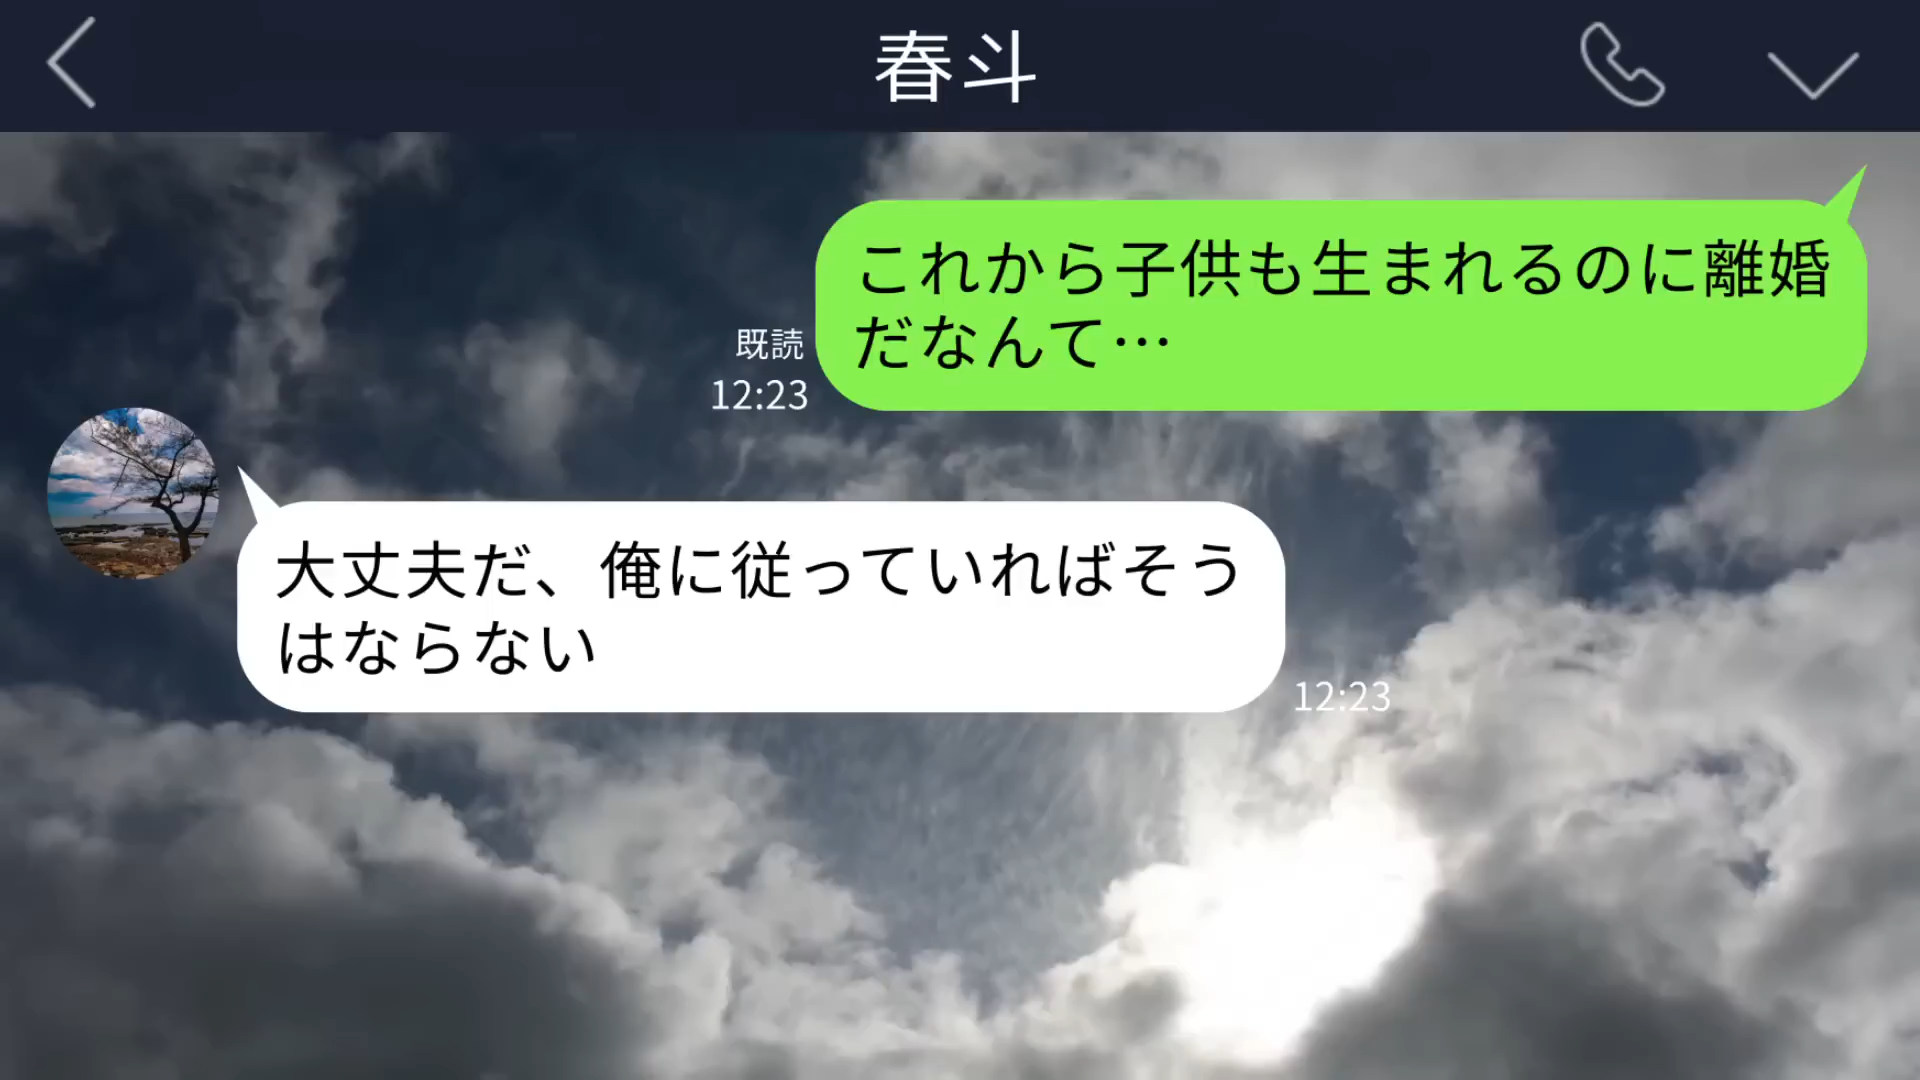 春斗
これから子供も生まれるのに離婚
だなんて…
既読
12:23
大丈夫だ、俺に従っていればそう
はならない
12:23